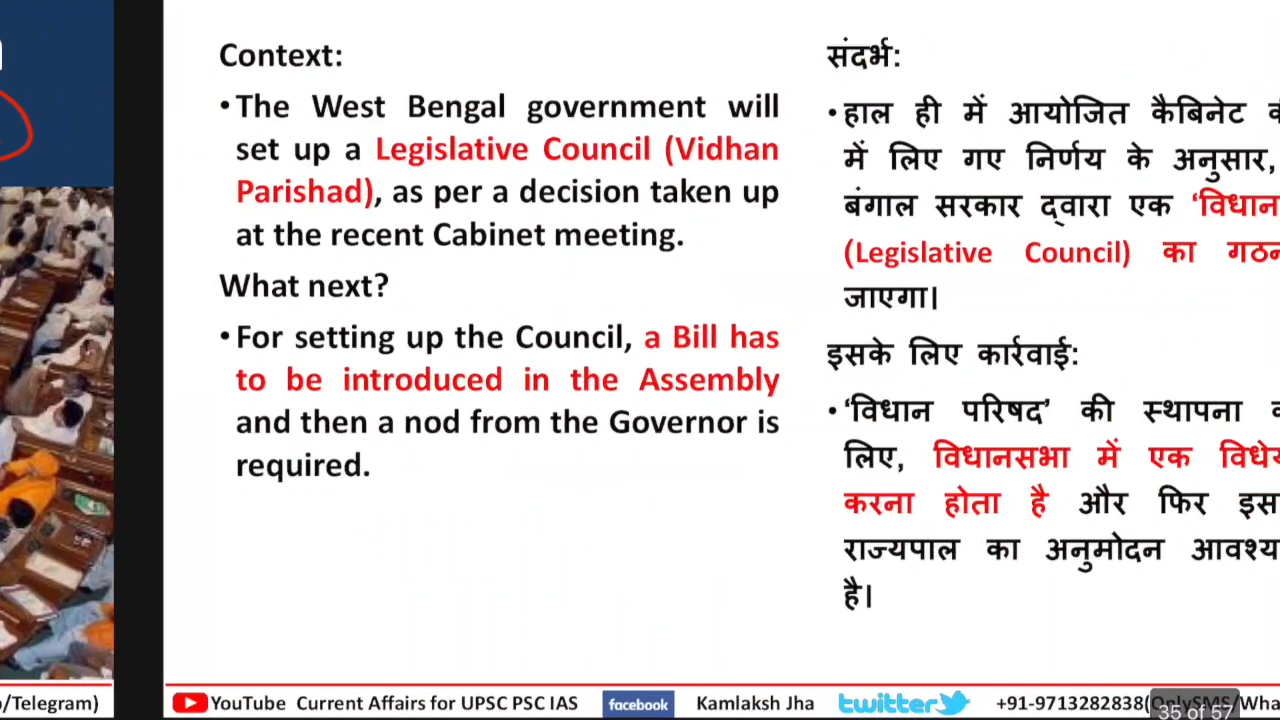 Context:
• The West Bengal government will
set up a Legislative Council (Vidhan
Parishad), as per a decision taken up
at the recent Cabinet meeting.
What next?
• For setting up the Council, a Bill has
to be introduced in the Assembly
and then a nod from the Governor is
required.
संदर्भ:
• हाल ही में आयोजित कैबिनेट
में लिए गए निर्णय के अनुसार,
बंगाल सरकार द्वारा एक ‘विधान
(Legislative Council) का गठन
जाएगा।
इसके लिए कार्रवाई:
• ‘विधान परिषद’ की स्थापना
लिए, विधानसभा में एक
करना होता है और फिर
राज्यपाल का अनुमोदन
है।
/Telegram) YouTube Current Affairs for UPSC PSC IAS facebook Kamlaksh Jha twitter +91-9713282838(
35 of 57